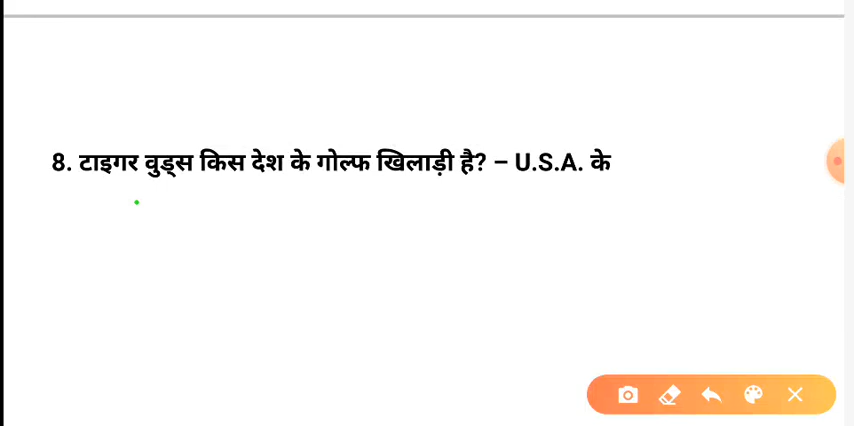 8. टाइगर वुड्स किस देश के गोल्फ खिलाड़ी है? – U.S.A. के